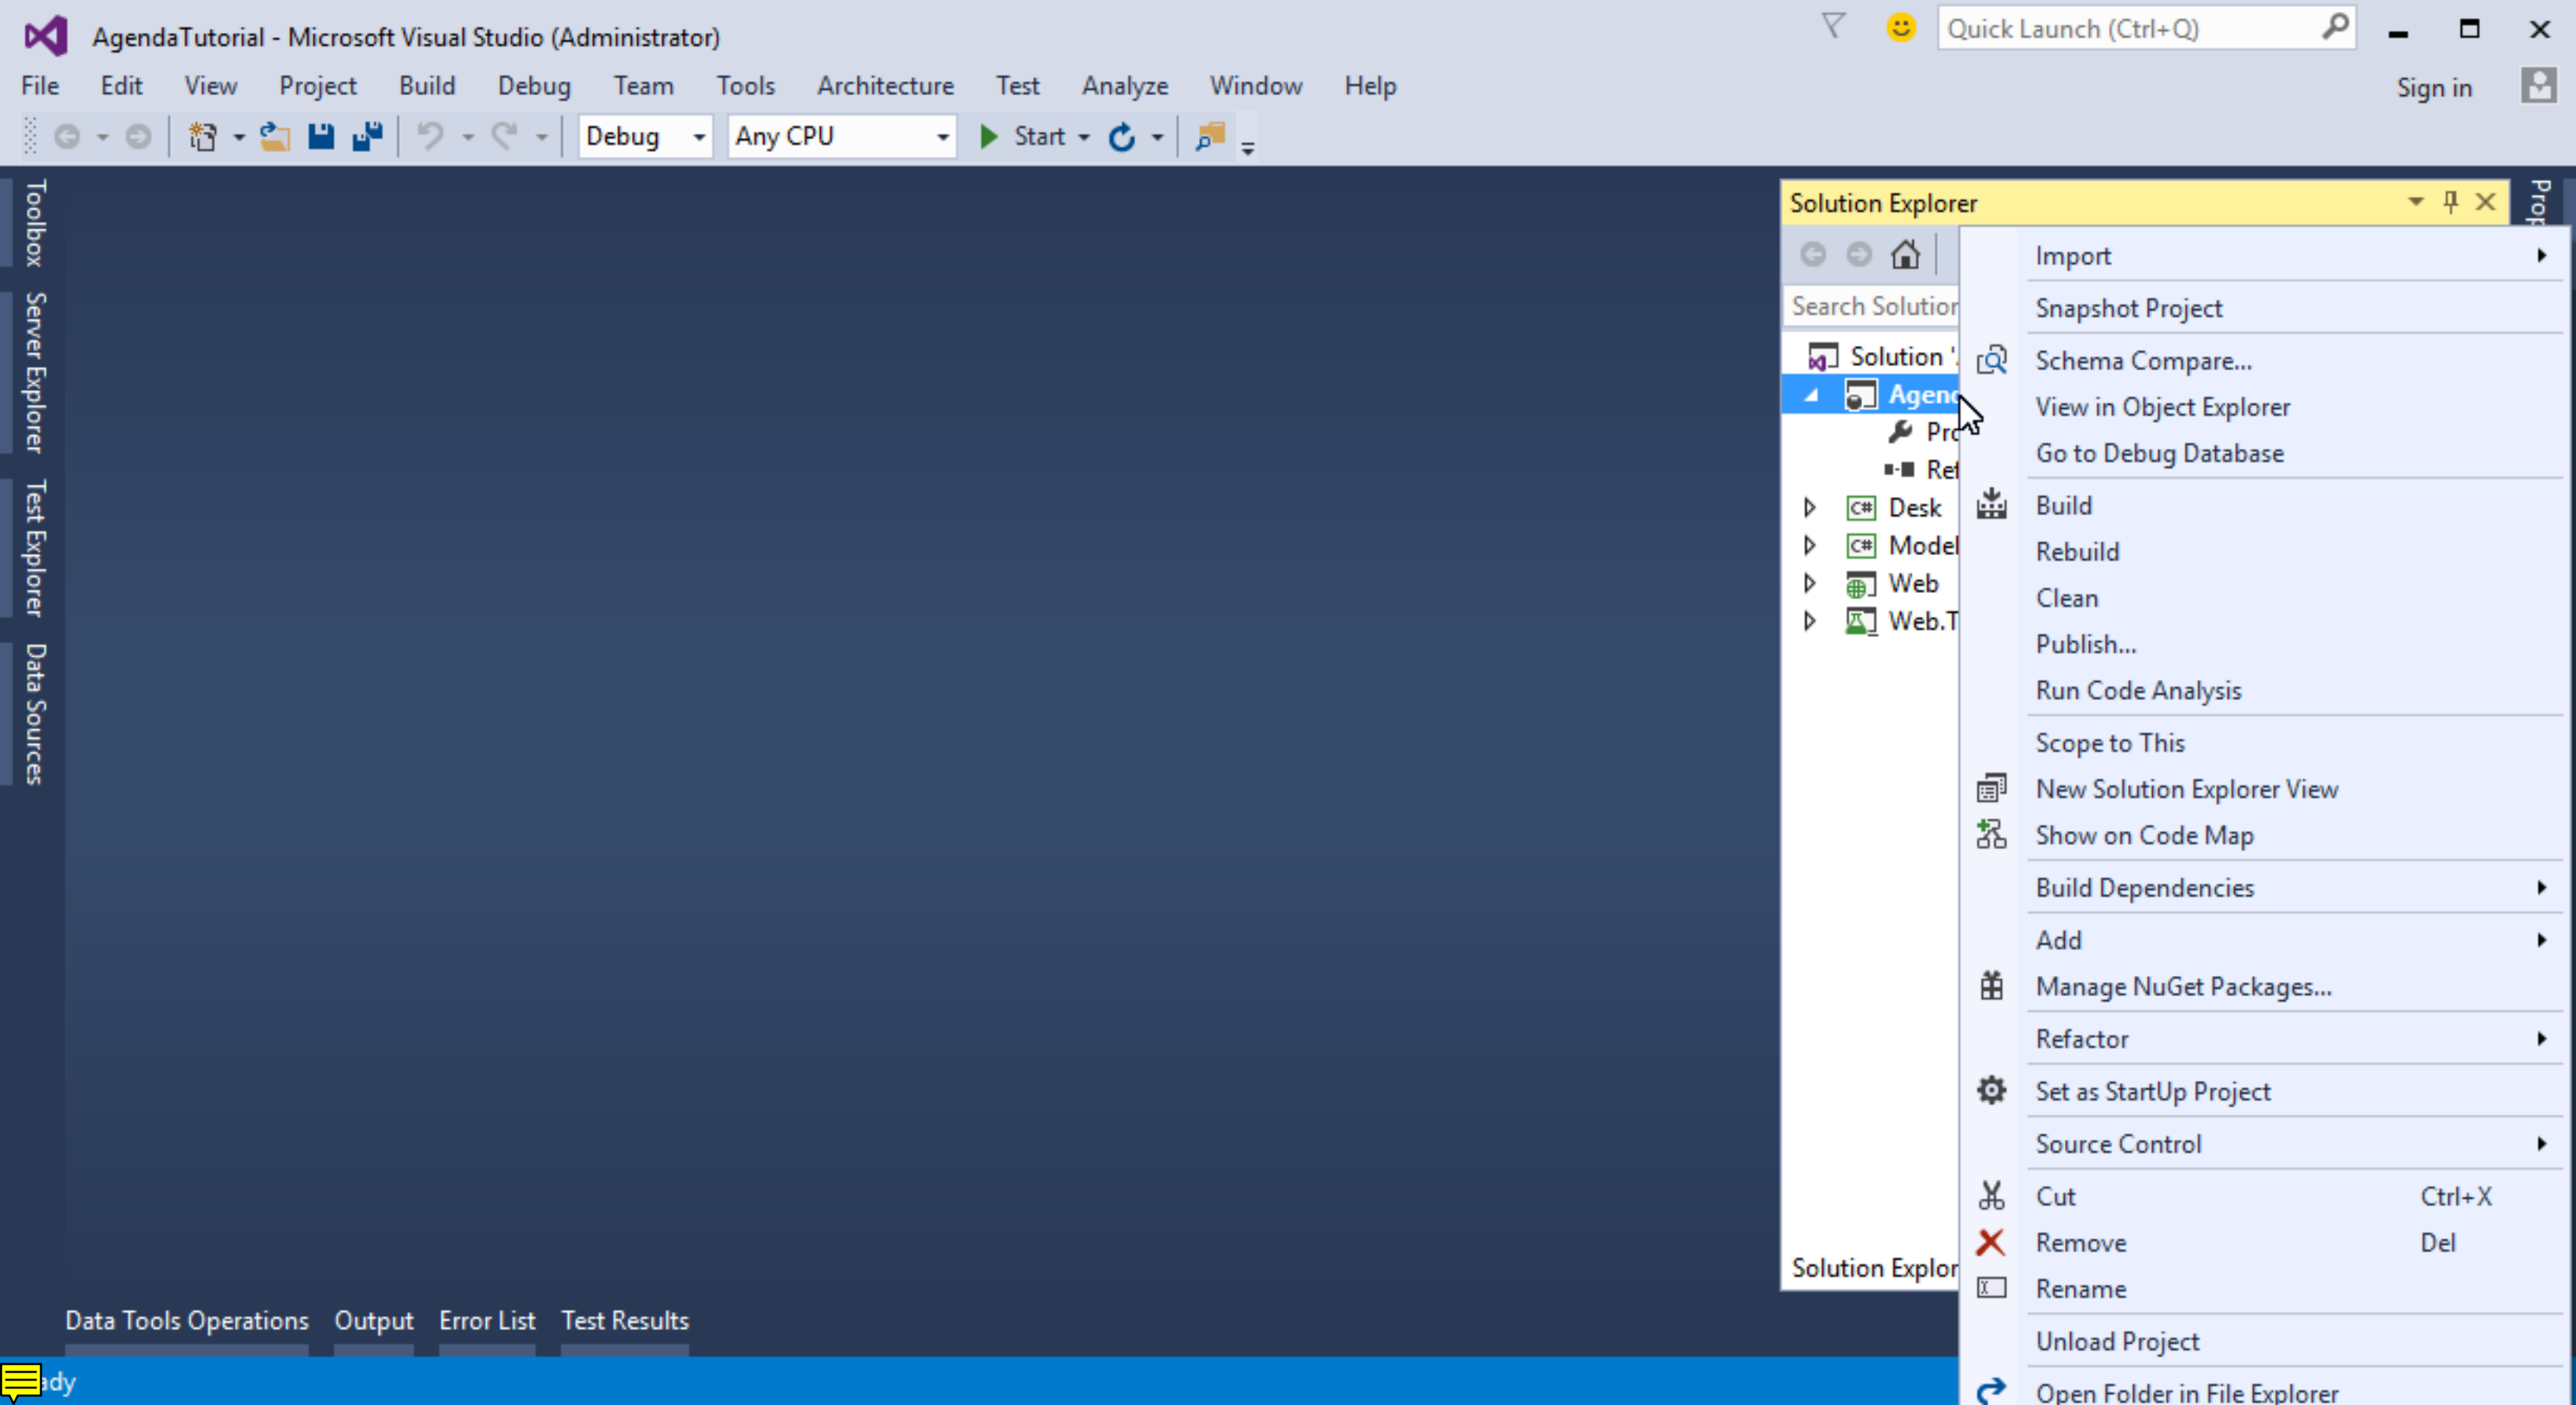 AgendaTutorial - Microsoft Visual Studio (Administrator)
Quick Launch (Ctrl+Q)
File Edit View Project Build Debug Team Tools Architecture Test Analyze Window Help
Sign in
Debug Any CPU Start
Toolbox
Server Explorer
Test Explorer
Data Sources
Solution Explorer
Prop
Search Solution
Solution '
Agend
Pro
Ref
C# Desk
C# Model
Web
Web.T
Solution Explor
Import
Snapshot Project
Schema Compare...
View in Object Explorer
Go to Debug Database
Build
Rebuild
Clean
Publish...
Run Code Analysis
Scope to This
New Solution Explorer View
Show on Code Map
Build Dependencies
Add
Manage NuGet Packages...
Refactor
Set as StartUp Project
Source Control
Cut Ctrl+X
Remove Del
Rename
Unload Project
Open Folder in File Explorer
Data Tools Operations Output Error List Test Results
ady